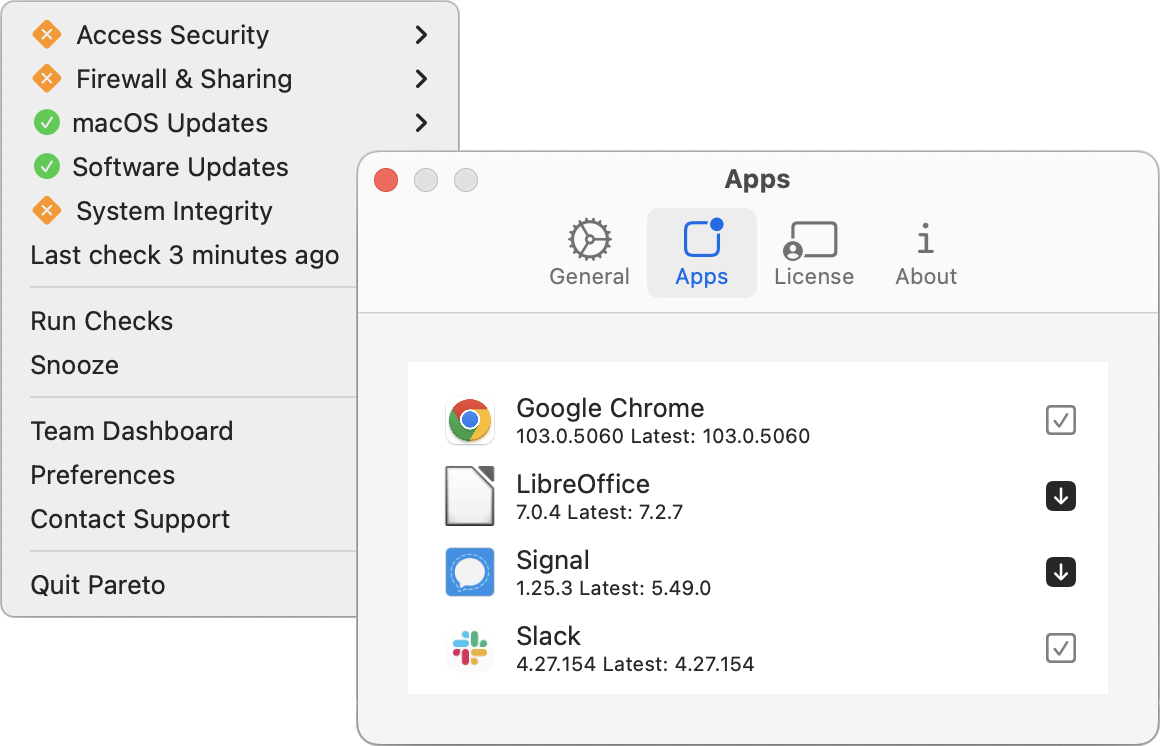 Access Security
Firewall & Sharing
macOS Updates
Software Updates
System Integrity
Last check 3 minutes ago
Run Checks
Snooze
Team Dashboard
Preferences
Contact Support
Quit Pareto
Apps
General
Apps
License
About
Google Chrome
103.0.5060 Latest: 103.0.5060
LibreOffice
7.0.4 Latest: 7.2.7
Signal
1.25.3 Latest: 5.49.0
Slack
4.27.154 Latest: 4.27.154